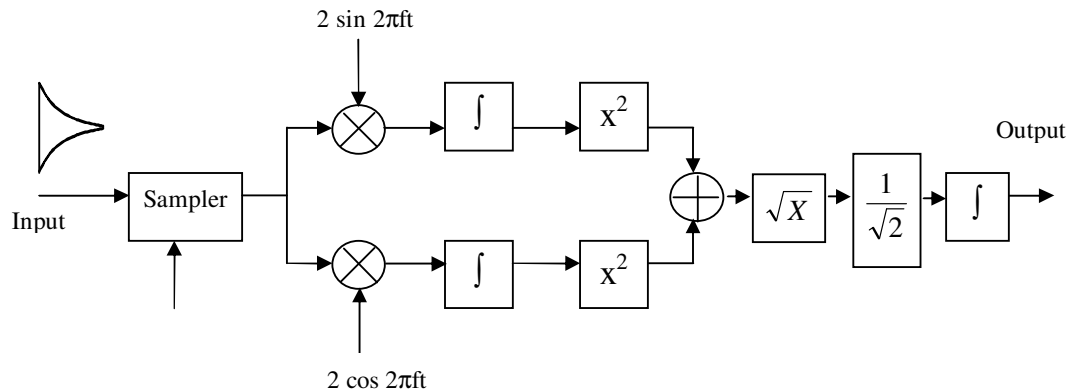 2 sin 2πft
Input
Sampler
∫
x²
∫
x²
2 cos 2πft
√X
1/√2
∫
Output